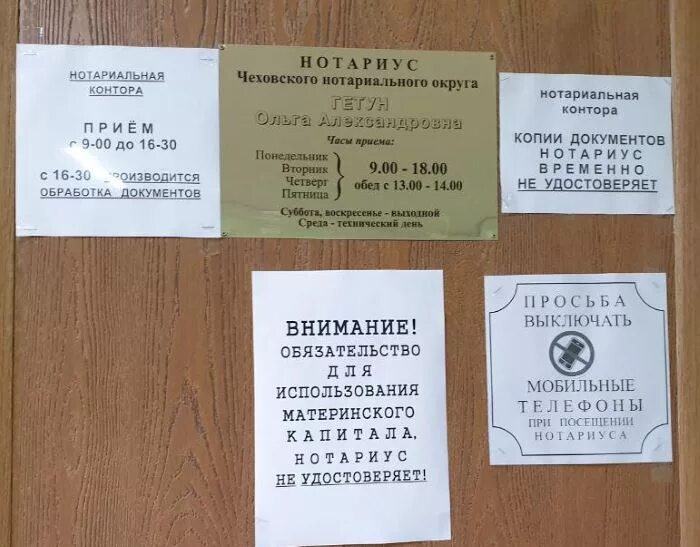 НОТАРИАЛЬНАЯ
КОНТОРА
ПРИЁМ
с 9-00 до 16-30
с 16-30 ПРОИЗВОДИТСЯ
ОБРАБОТКА ДОКУМЕНТОВ
НОТАРИУС
Чеховского нотариального округа
ГЕТУН
Ольга Александровна
Часы приема:
Понедельник
Вторник
Четверг
Пятница
9.00 - 18.00
обед с 13.00 - 14.00
Суббота, воскресенье - выходной
Среда - технический день
нотариальная
контора
КОПИИ ДОКУМЕНТОВ
НОТАРИУС
ВРЕМЕННО
НЕ УДОСТОВЕРЯЕТ
ВНИМАНИЕ!
ОБЯЗАТЕЛЬСТВО
ДЛЯ
ИСПОЛЬЗОВАНИЯ
МАТЕРИНСКОГО
КАПИТАЛА,
НОТАРИУС
НЕ УДОСТОВЕРЯЕТ!
ПРОСЬБА
ВЫКЛЮЧАТЬ
МОБИЛЬНЫЕ
ТЕЛЕФОНЫ
ПРИ ПОСЕЩЕНИИ
НОТАРИУСА